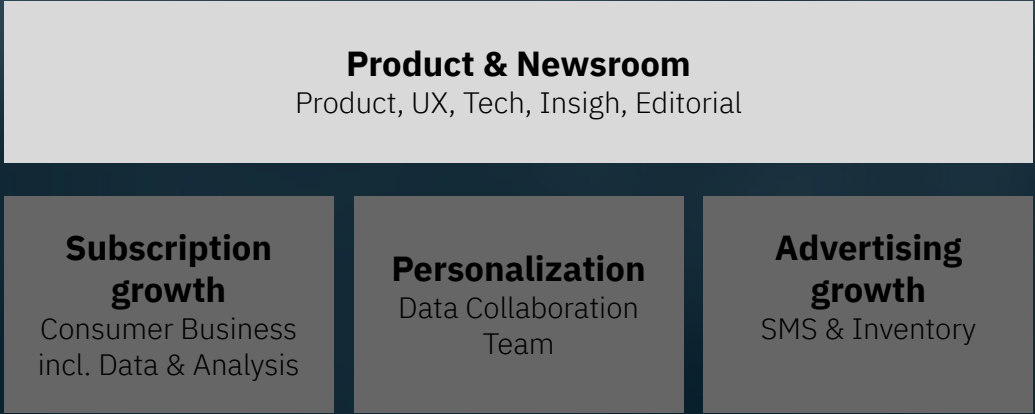 Product & Newsroom
Product, UX, Tech, Insigh, Editorial
Subscription
growth
Consumer Business
incl. Data & Analysis
Personalization
Data Collaboration
Team
Advertising
growth
SMS & Inventory